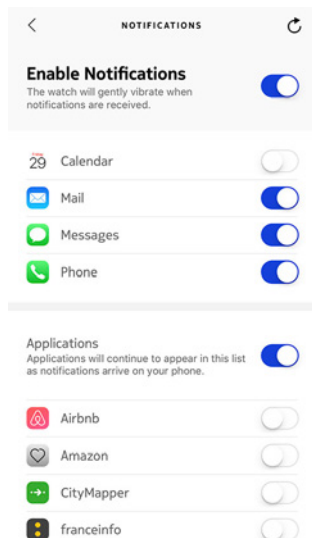 NOTIFICATIONS
Enable Notifications
The watch will gently vibrate when
notifications are received.
29 Calendar
Mail
Messages
Phone
Applications
Applications will continue to appear in this list
as notifications arrive on your phone.
Airbnb
Amazon
CityMapper
franceinfo